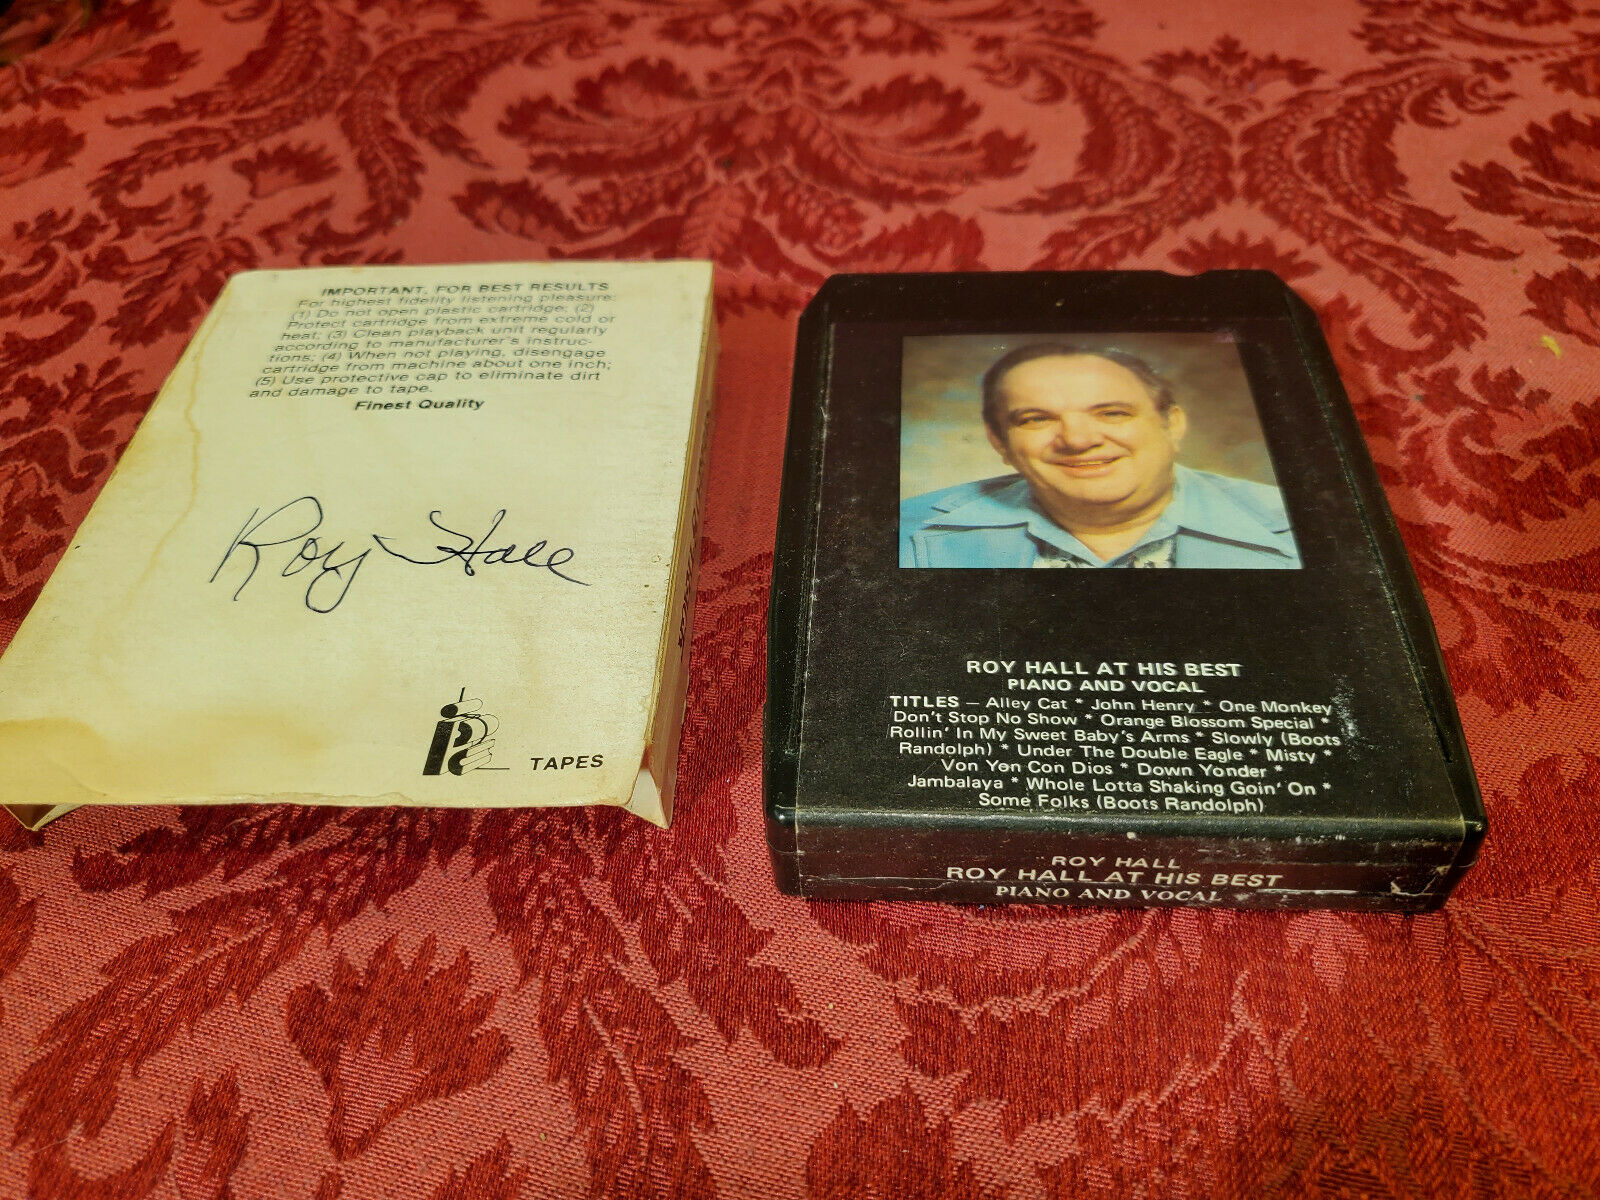 IMPORTANT, FOR BEST RESULTS
For highest fidelity listening pleasure:
(1) Do not open plastic cartridge; (2)
Protect cartridge from extreme cold or
heat; (3) Clean playback unit regularly
according to manufacturer's instruc-
tions; (4) When not playing, disengage
cartridge from machine about one inch;
(5) Use protective cap to eliminate dirt
and damage to tape.
Finest Quality
Roy Hall
TAPES
ROY HALL AT HIS BEST
PIANO AND VOCAL
TITLES – Alley Cat * John Henry * One Monkey
Don't Stop No Show * Orange Blossom Special *
Rollin' In My Sweet Baby's Arms * Slowly (Boots
Randolph) * Under The Double Eagle * Misty *
Von Yen Con Dios * Down Yonder *
Jambalaya * Whole Lotta Shaking Goin' On *
Some Folks (Boots Randolph)
ROY HALL
ROY HALL AT HIS BEST
PIANO AND VOCAL